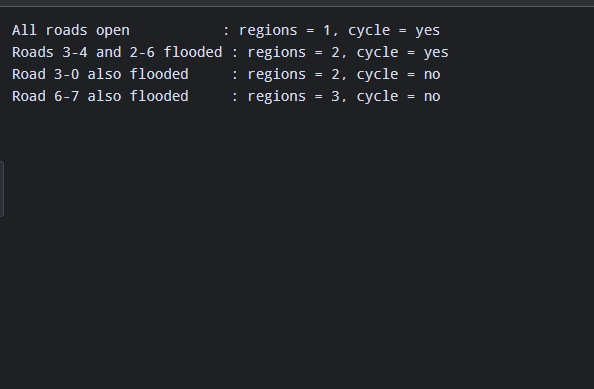 All roads open           : regions = 1, cycle = yes
Roads 3-4 and 2-6 flooded : regions = 2, cycle = yes
Road 3-0 also flooded     : regions = 2, cycle = no
Road 6-7 also flooded     : regions = 3, cycle = no